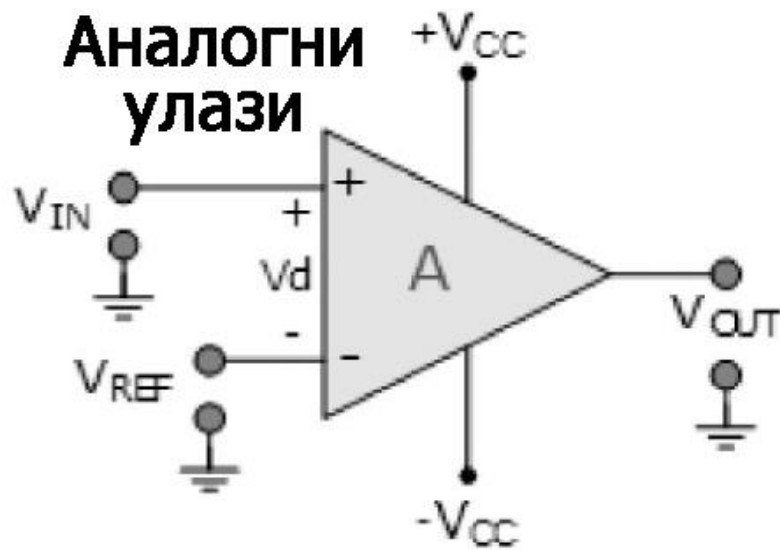 Аналогни
улази
+VCC
+
VIN
+
Vd
A
-
-
VREF
VOUT
-VCC